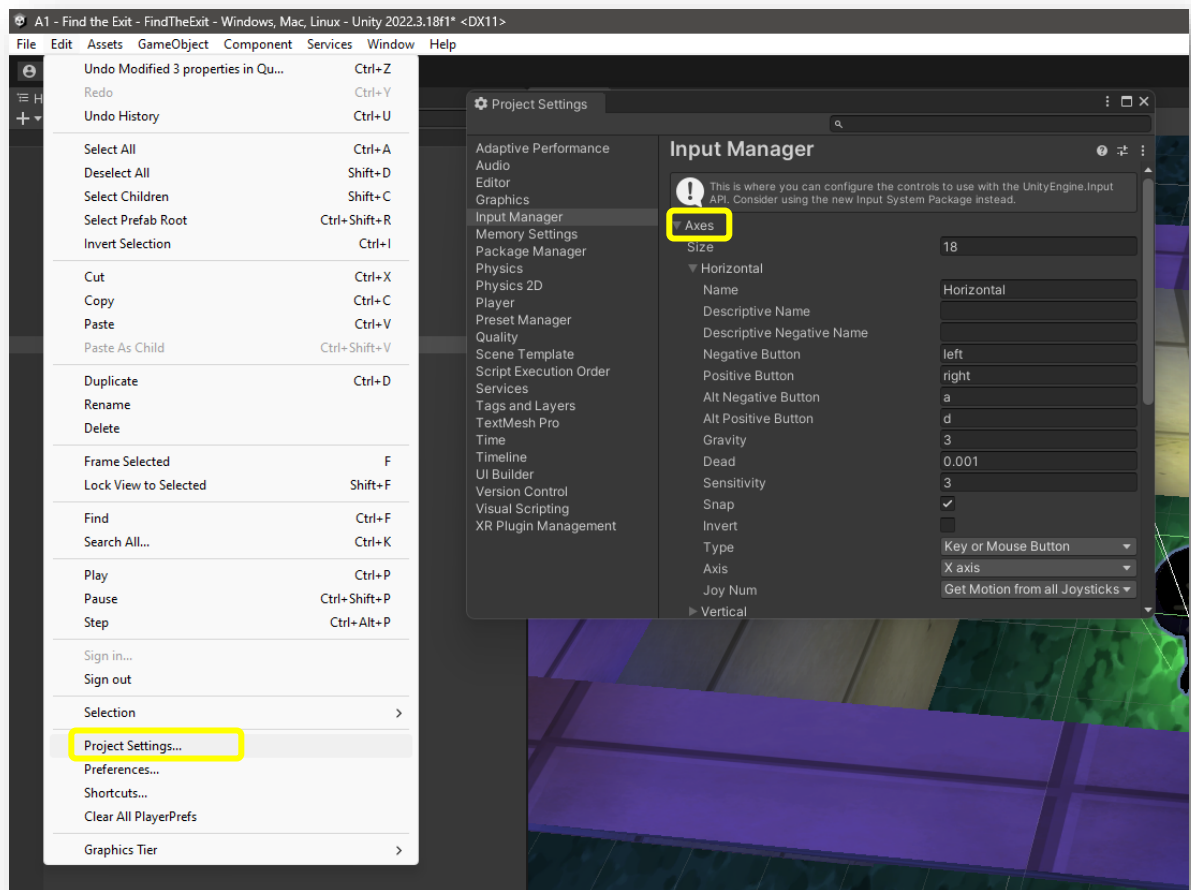 A1 - Find the Exit - FindTheExit - Windows, Mac, Linux - Unity 2022.3.18f1* <DX11>
File Edit Assets GameObject Component Services Window Help
Undo Modified 3 properties in Qu... Ctrl+Z
Redo Ctrl+Y
Undo History Ctrl+U
Select All Ctrl+A
Deselect All Shift+D
Select Children Shift+C
Select Prefab Root Ctrl+Shift+R
Invert Selection Ctrl+I
Cut Ctrl+X
Copy Ctrl+C
Paste Ctrl+V
Paste As Child Ctrl+Shift+V
Duplicate Ctrl+D
Rename
Delete
Frame Selected F
Lock View to Selected Shift+F
Find Ctrl+F
Search All... Ctrl+K
Play Ctrl+P
Pause Ctrl+Shift+P
Step Ctrl+Alt+P
Sign in...
Sign out
Selection
Project Settings...
Preferences...
Shortcuts...
Clear All PlayerPrefs
Graphics Tier
H
Project Settings
Adaptive Performance
Audio
Editor
Graphics
Input Manager
Memory Settings
Package Manager
Physics
Physics 2D
Player
Preset Manager
Quality
Scene Template
Script Execution Order
Services
Tags and Layers
TextMesh Pro
Time
Timeline
UI Builder
Version Control
Visual Scripting
XR Plugin Management
Input Manager
This is where you can configure the controls to use with the UnityEngine.Input
API. Consider using the new Input System Package instead.
Axes
Size 18
Horizontal
Name Horizontal
Descriptive Name
Descriptive Negative Name
Negative Button left
Positive Button right
Alt Negative Button a
Alt Positive Button d
Gravity 3
Dead 0.001
Sensitivity 3
Snap
Invert
Type Key or Mouse Button
Axis X axis
Joy Num Get Motion from all Joysticks
Vertical